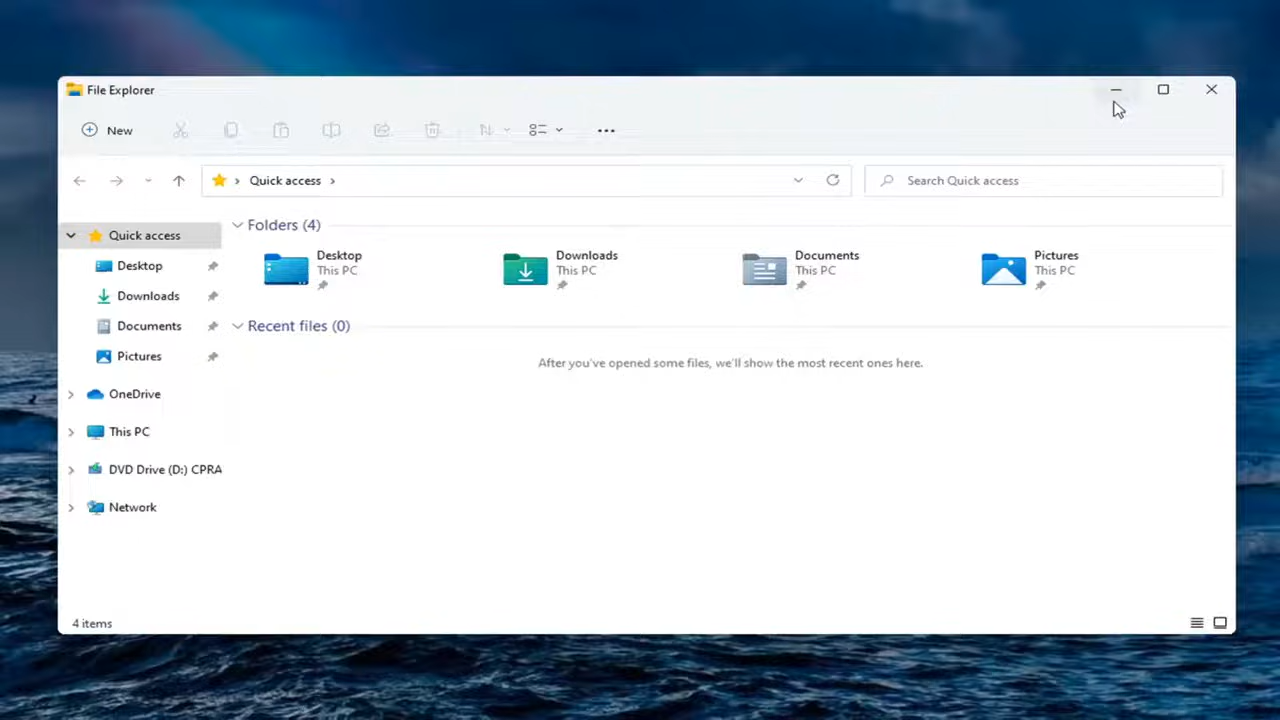 File Explorer
New
Quick access
Search Quick access
Quick access
Desktop
Downloads
Documents
Pictures
OneDrive
This PC
DVD Drive (D:) CPRA
Network
Folders (4)
Desktop
This PC
Downloads
This PC
Documents
This PC
Pictures
This PC
Recent files (0)
After you've opened some files, we'll show the most recent ones here.
4 items